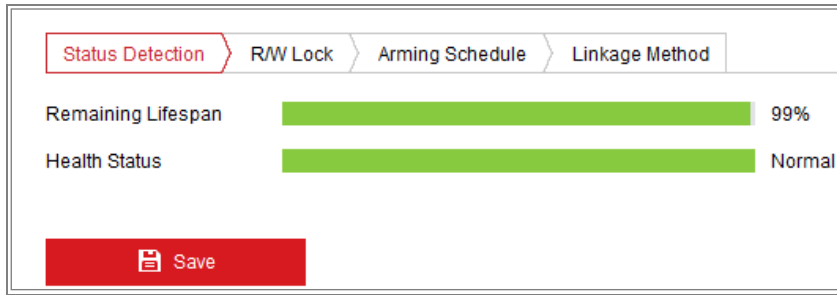 Status Detection R/W Lock Arming Schedule Linkage Method
Remaining Lifespan 99%
Health Status Normal
Save